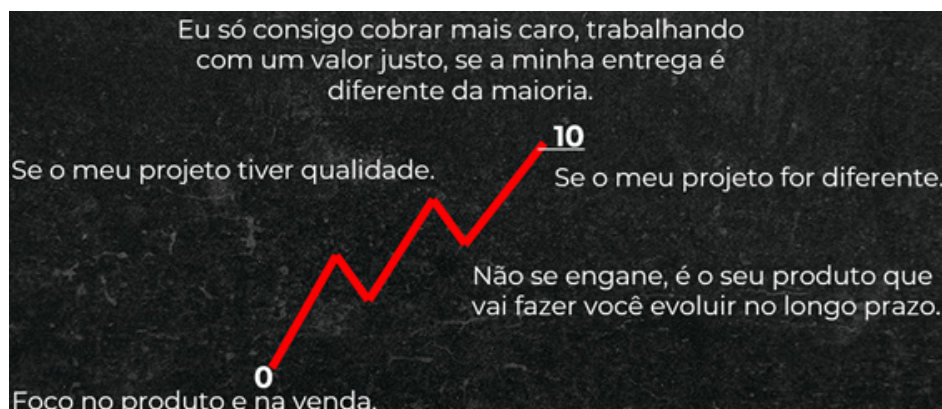 Eu só consigo cobrar mais caro, trabalhando
com um valor justo, se a minha entrega é
diferente da maioria.
10
Se o meu projeto tiver qualidade.
Se o meu projeto for diferente.
Não se engane, é o seu produto que
vai fazer você evoluir no longo prazo.
0
Foco no produto e na venda.